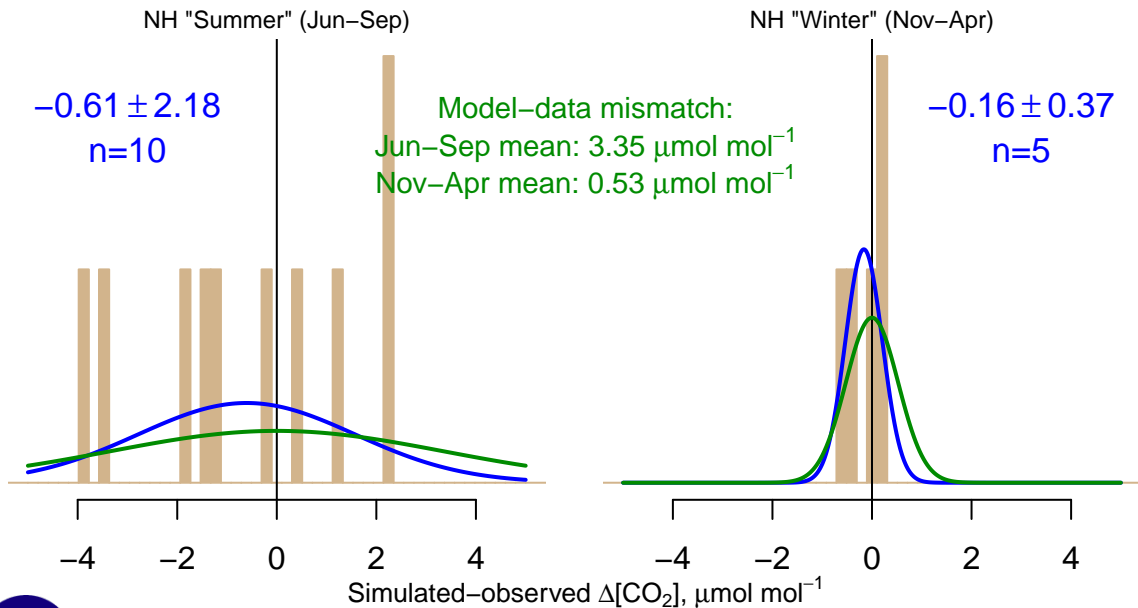 NH "Summer" (Jun−Sep)
NH "Winter" (Nov−Apr)
−0.61 ± 2.18
n=10
Model−data mismatch:
Jun−Sep mean: 3.35 μmol mol⁻¹
Nov−Apr mean: 0.53 μmol mol⁻¹
−0.16 ± 0.37
n=5
−4 −2 0 2 4
−4 −2 0 2 4
Simulated−observed Δ[CO₂], μmol mol⁻¹